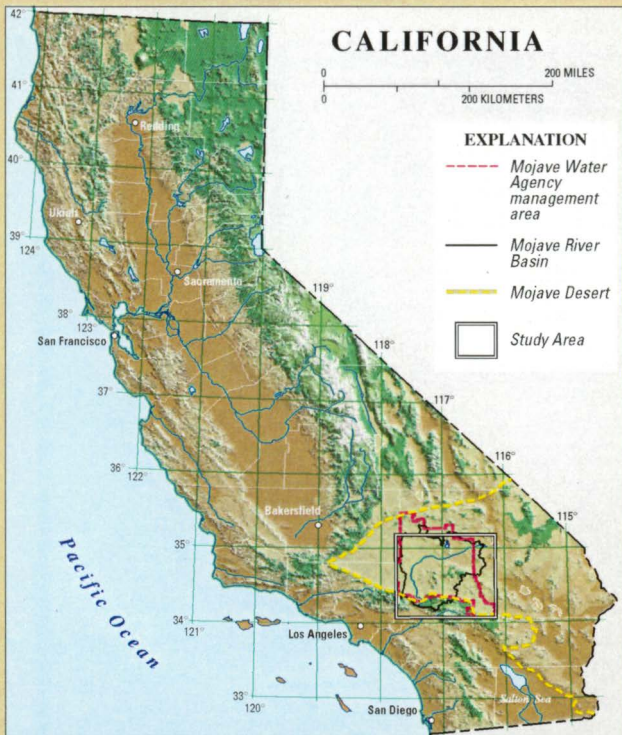 CALIFORNIA
0 200 MILES
0 200 KILOMETERS
EXPLANATION
Mojave Water
Agency
management
area
Mojave River
Basin
Mojave Desert
Study Area
42°
41°
40°
39°
124°
38°
123°
37°
36°
122°
35°
34°
121°
33°
120°
119°
118°
117°
116°
115°
Redding
Ukiah
Sacramento
San Francisco
Bakersfield
Los Angeles
San Diego
Salton Sea
Pacific Ocean